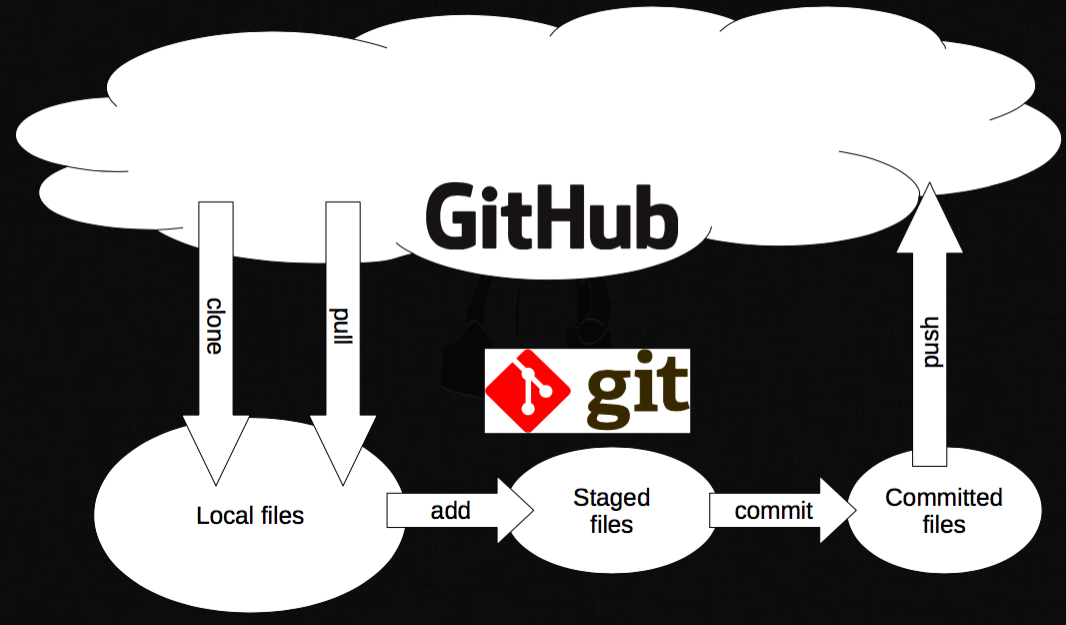 GitHub
clone
pull
push
git
Local files
add
Staged
files
commit
Committed
files